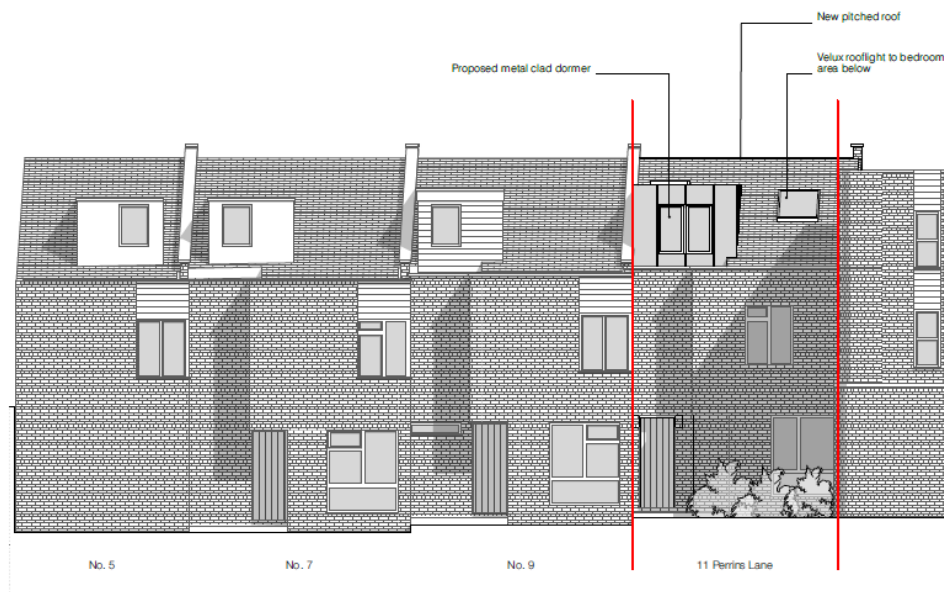 New pitched roof
Velux rooflight to bedroom
area below
Proposed metal clad dormer
No. 5
No. 7
No. 9
11 Perrins Lane